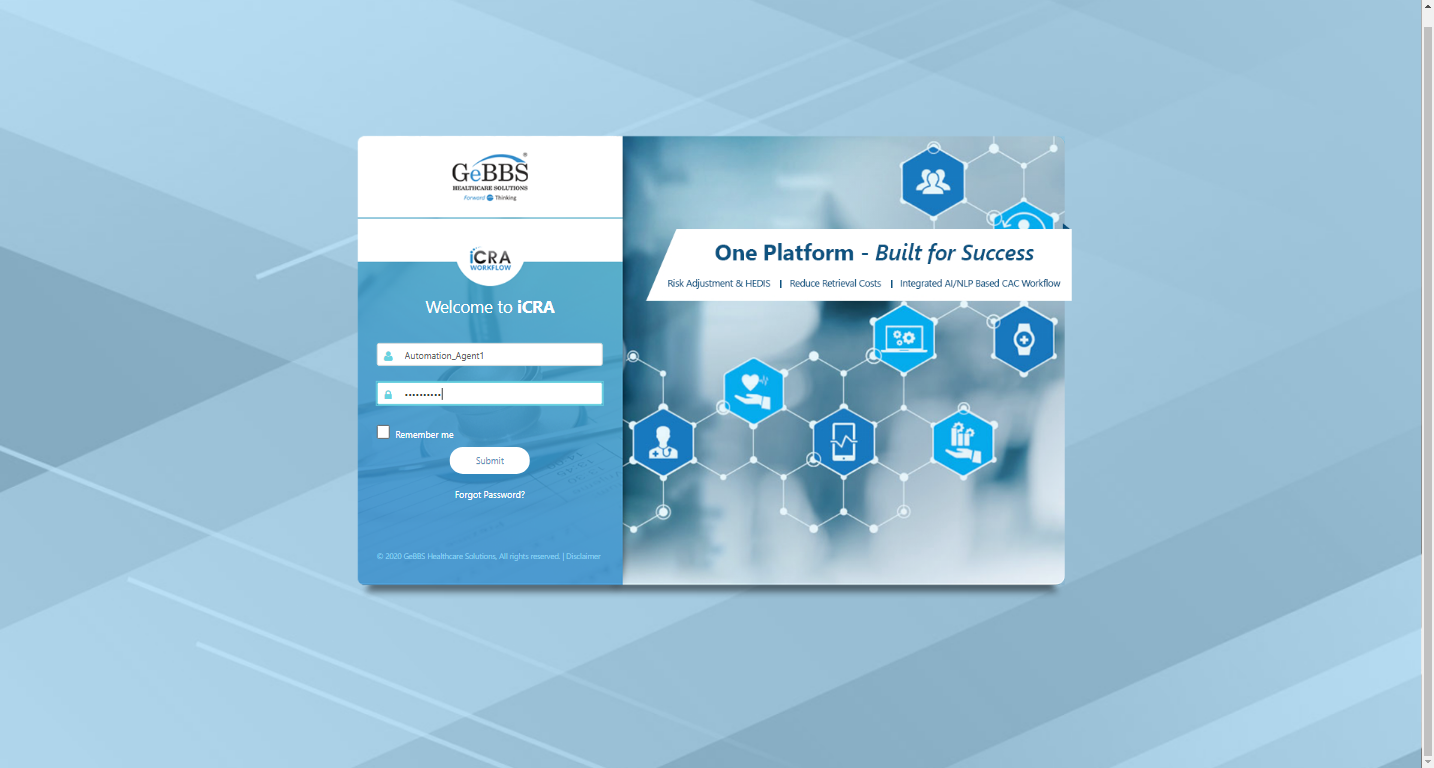 GeBBS®
HEALTHCARE SOLUTIONS
Forward Thinking
iCRA
WORKFLOW
Welcome to iCRA
Automation_Agent1
••••••••••
Remember me
Submit
Forgot Password?
© 2020 GeBBS Healthcare Solutions, All rights reserved. | Disclaimer
One Platform - Built for Success
Risk Adjustment & HEDIS | Reduce Retrieval Costs | Integrated AI/NLP Based CAC Workflow